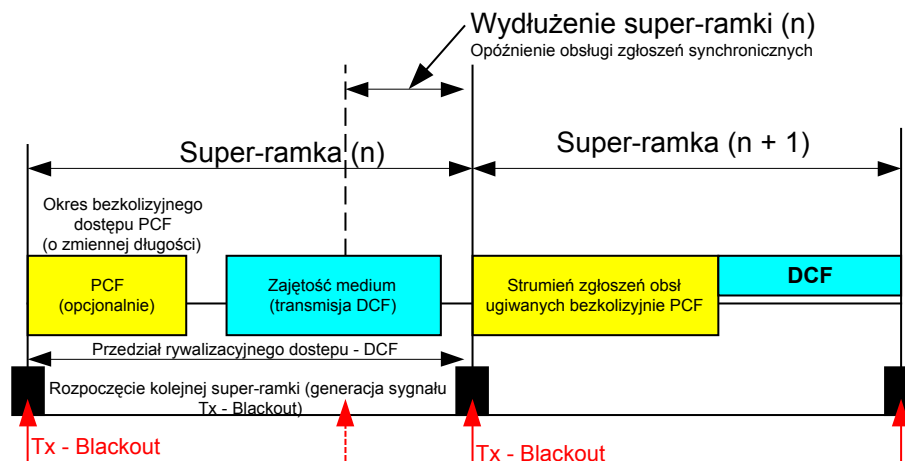 Wydłużenie super-ramki (n)
Opóźnienie obsługi zgłoszeń synchronicznych
Super-ramka (n)
Super-ramka (n + 1)
Okres bezkolizyjnego
dostępu PCF
(o zmiennej długości)
PCF
(opcjonalnie)
Zajętość medium
(transmisja DCF)
Strumień zgłoszeń obsł
ugiwanych bezkolizyjnie PCF
DCF
Przedział rywalizacyjnego dostępu - DCF
Rozpoczęcie kolejnej super-ramki (generacja sygnału
Tx - Blackout)
Tx - Blackout
Tx - Blackout